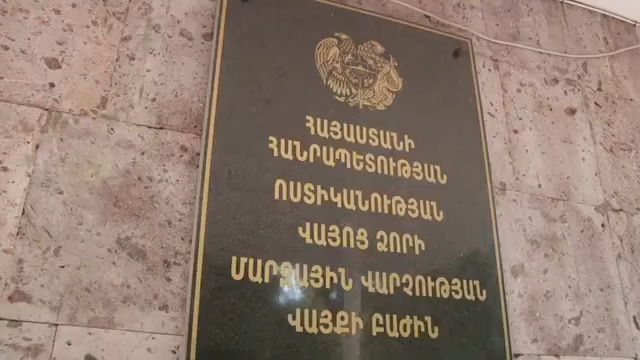 ՀԱՅԱՍՏԱՆԻ
ՀԱՆՐԱՊԵՏՈՒԹՅԱՆ
ՈՍՏԻԿԱՆՈՒԹՅԱՆ
ՎԱՅՈՑ ՁՈՐԻ
ՄԱՐԶԱՅԻՆ ՎԱՐՉՈՒԹՅԱՆ
ՎԱՅՔԻ ԲԱԺԻՆ